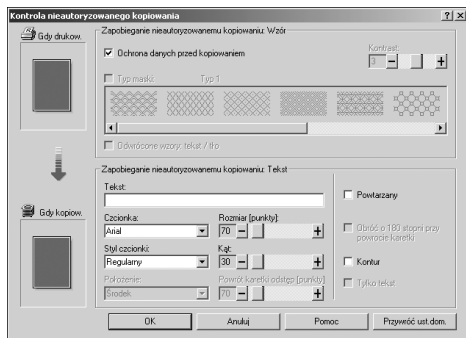 Kontrola nieautoryzowanego kopiowania
Gdy drukow.
Zapobieganie nieautoryzowanemu kopiowaniu: Wzór
Ochrona danych przed kopiowaniem
Kontrast:
3
Typ maski:
Typ 1
Odwrócone wzory: tekst / tło
Gdy kopiow.
Zapobieganie nieautoryzowanemu kopiowaniu: Tekst
Tekst:
Powtarzany
Czcionka:
Rozmiar [punkty]:
Arial
70
Obróć o 180 stopni przy
powrocie karetki
Styl czcionki:
Kąt:
Regularny
30
Kontur
Położenie:
Powrót karetki odstęp [punkty]
Środek
70
Tylko tekst
OK
Anuluj
Pomoc
Przywróć ust.dom.